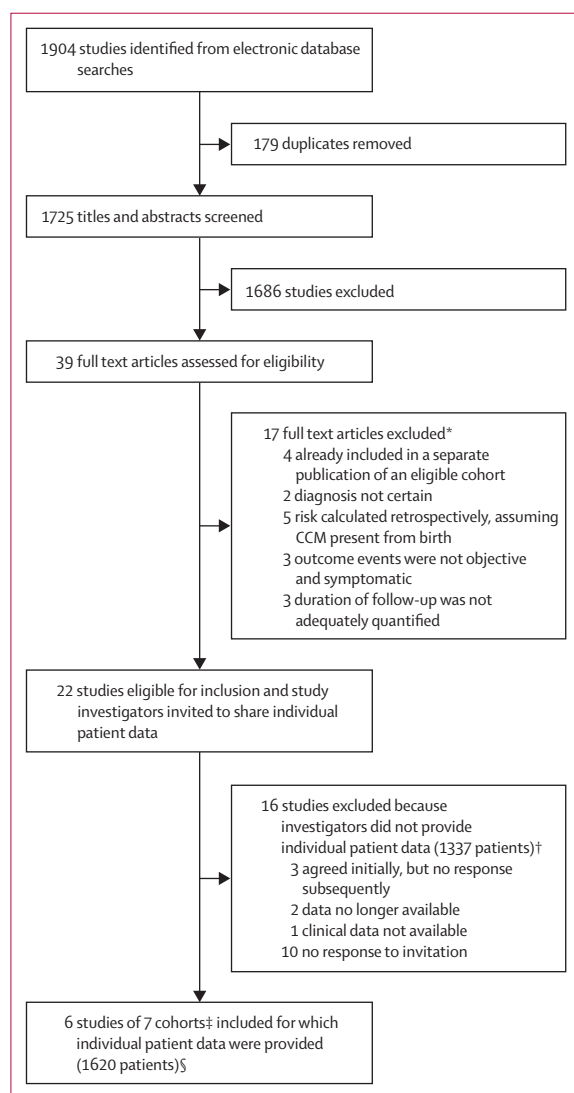 1904 studies identified from electronic database
searches
179 duplicates removed
1725 titles and abstracts screened
1686 studies excluded
39 full text articles assessed for eligibility
17 full text articles excluded*
4 already included in a separate
publication of an eligible cohort
2 diagnosis not certain
5 risk calculated retrospectively, assuming
CCM present from birth
3 outcome events were not objective
and symptomatic
3 duration of follow-up was not
adequately quantified
22 studies eligible for inclusion and study
investigators invited to share individual
patient data
16 studies excluded because
investigators did not provide
individual patient data (1337 patients)†
3 agreed initially, but no response
subsequently
2 data no longer available
1 clinical data not available
10 no response to invitation
6 studies of 7 cohorts‡ included for which
individual patient data were provided
(1620 patients)§